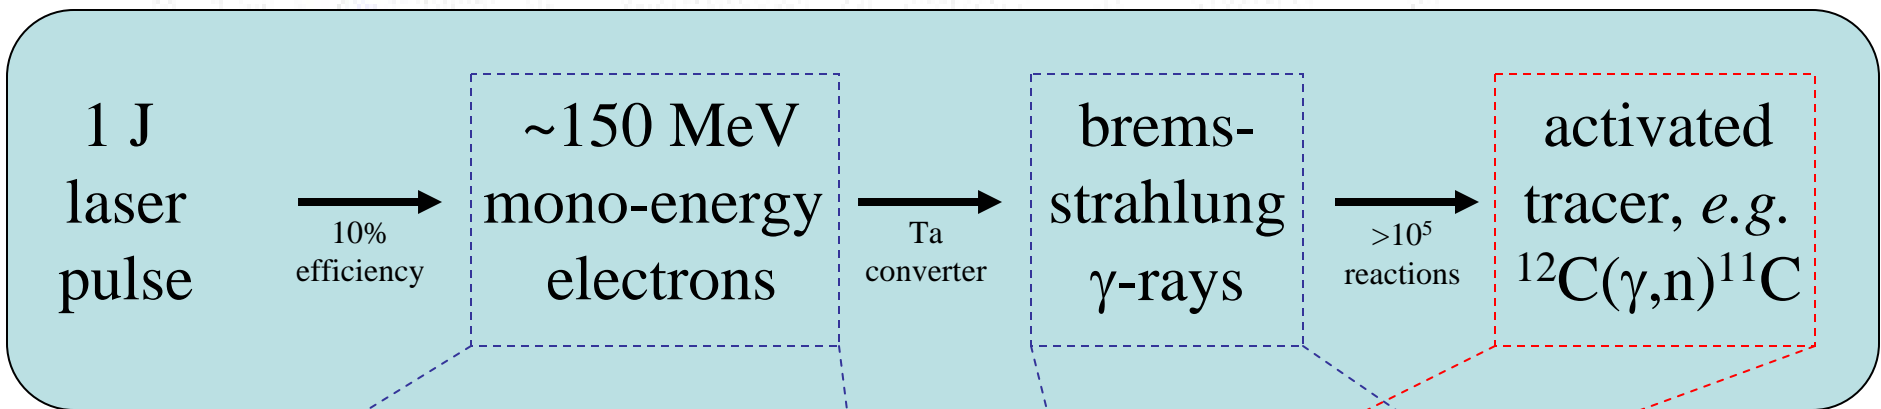 1 J
laser
pulse
10%
efficiency
~150 MeV
mono-energy
electrons
Ta
converter
brems-
strahlung
γ-rays
>10⁵
reactions
activated
tracer, e.g.
¹²C(γ,n)¹¹C